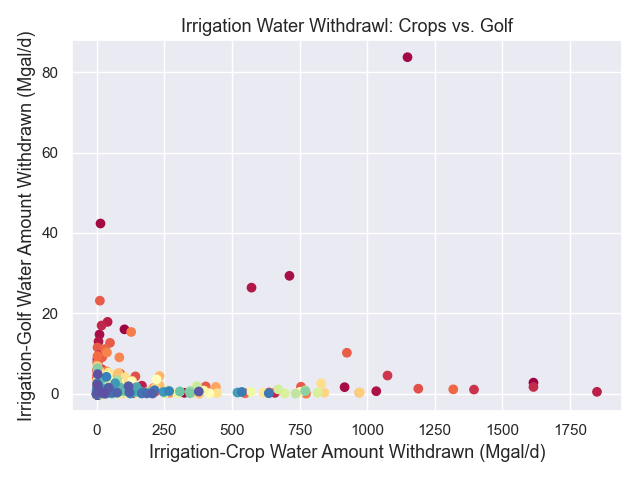 Irrigation Water Withdrawl: Crops vs. Golf
Irrigation-Golf Water Amount Withdrawn (Mgal/d)
80
60
40
20
0
0 250 500 750 1000 1250 1500 1750
Irrigation-Crop Water Amount Withdrawn (Mgal/d)